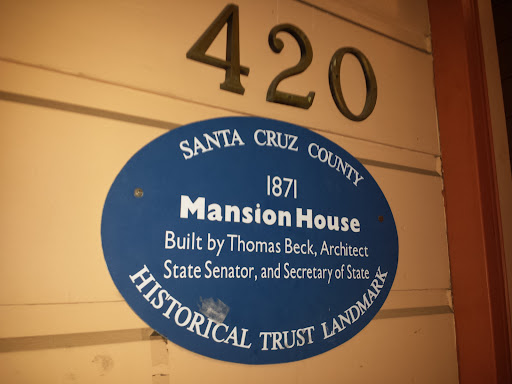 420
SANTA CRUZ COUNTY
1871
Mansion House
Built by Thomas Beck, Architect
State Senator, and Secretary of State
HISTORICAL TRUST LANDMARK